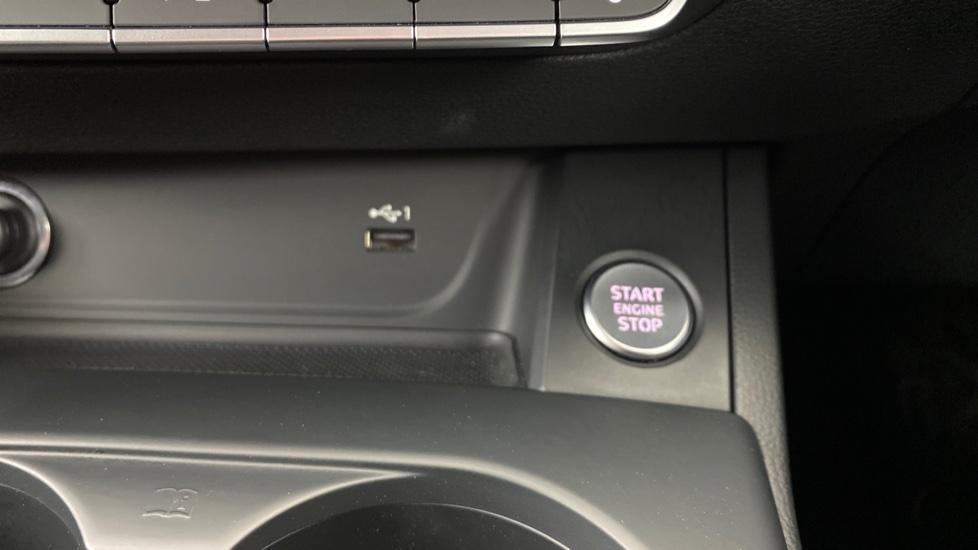 1
START
ENGINE
STOP